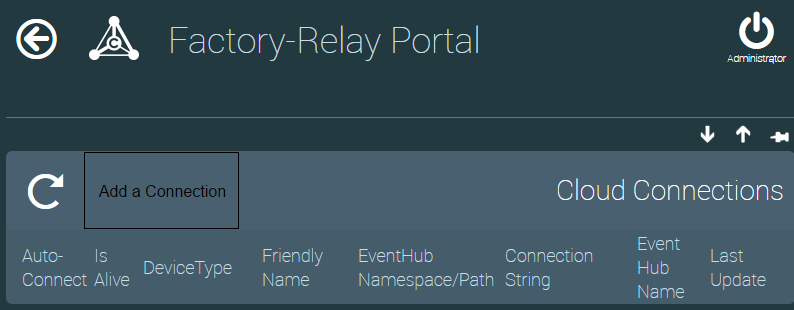 Factory-Relay Portal
Administrator
C
Add a Connection
Cloud Connections
Auto-
Connect
Is
Alive
DeviceType
Friendly
Name
EventHub
Namespace/Path
Connection
String
Event
Hub
Name
Last
Update